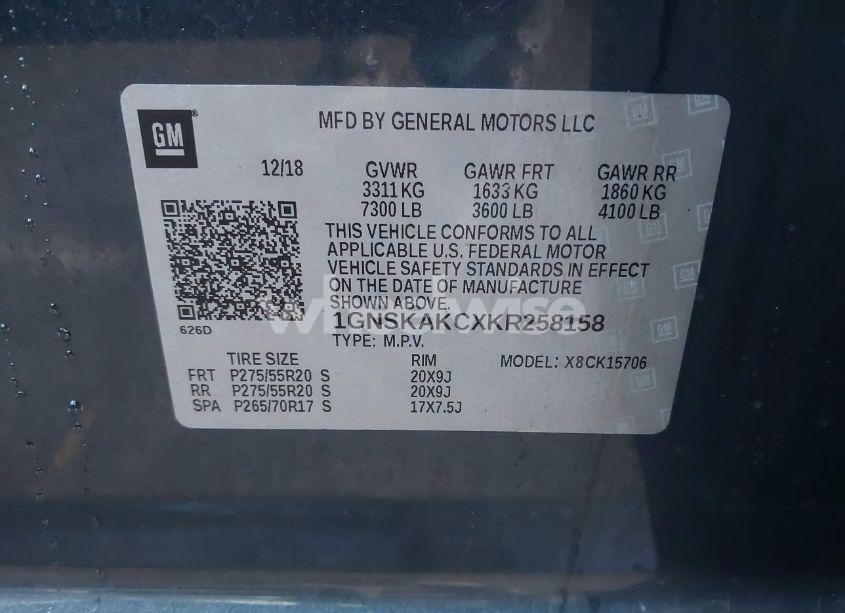 GM
MFD BY GENERAL MOTORS LLC
12/18 GVWR GAWR FRT GAWR RR
3311 KG 1633 KG 1860 KG
7300 LB 3600 LB 4100 LB
THIS VEHICLE CONFORMS TO ALL
APPLICABLE U.S. FEDERAL MOTOR
VEHICLE SAFETY STANDARDS IN EFFECT
ON THE DATE OF MANUFACTURE
SHOWN ABOVE.
626D 1GNSKAKCXKR258158
TYPE: M.P.V.
TIRE SIZE RIM MODEL: X8CK15706
FRT P275/55R20 S 20X9J
RR P275/55R20 S 20X9J
SPA P265/70R17 S 17X7.5J